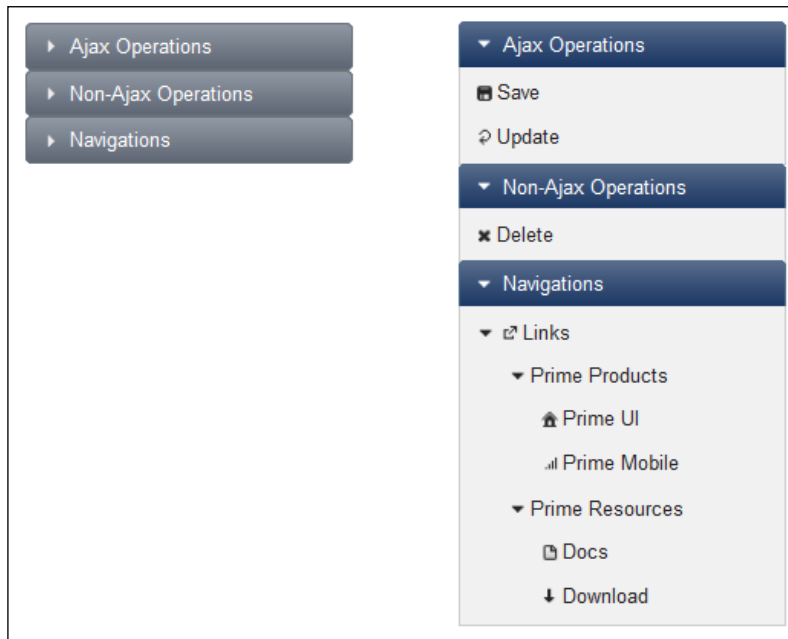 Ajax Operations
Non-Ajax Operations
Navigations
Ajax Operations
Save
Update
Non-Ajax Operations
Delete
Navigations
Links
Prime Products
Prime UI
Prime Mobile
Prime Resources
Docs
Download